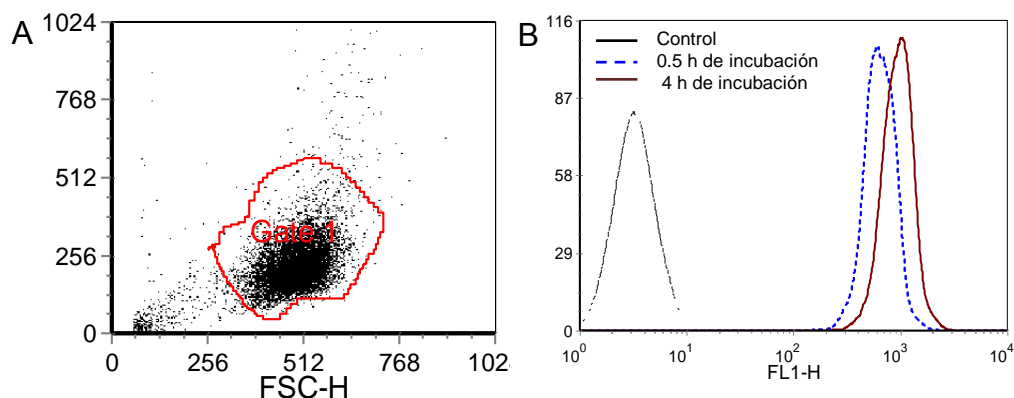 A
1024
768
512
256
0
Gate 1
0 256 512 768 102
FSC-H
B
116
87
58
29
0
Control
0.5 h de incubación
4 h de incubación
10^0 10^1 10^2 10^3 10^4
FL1-H